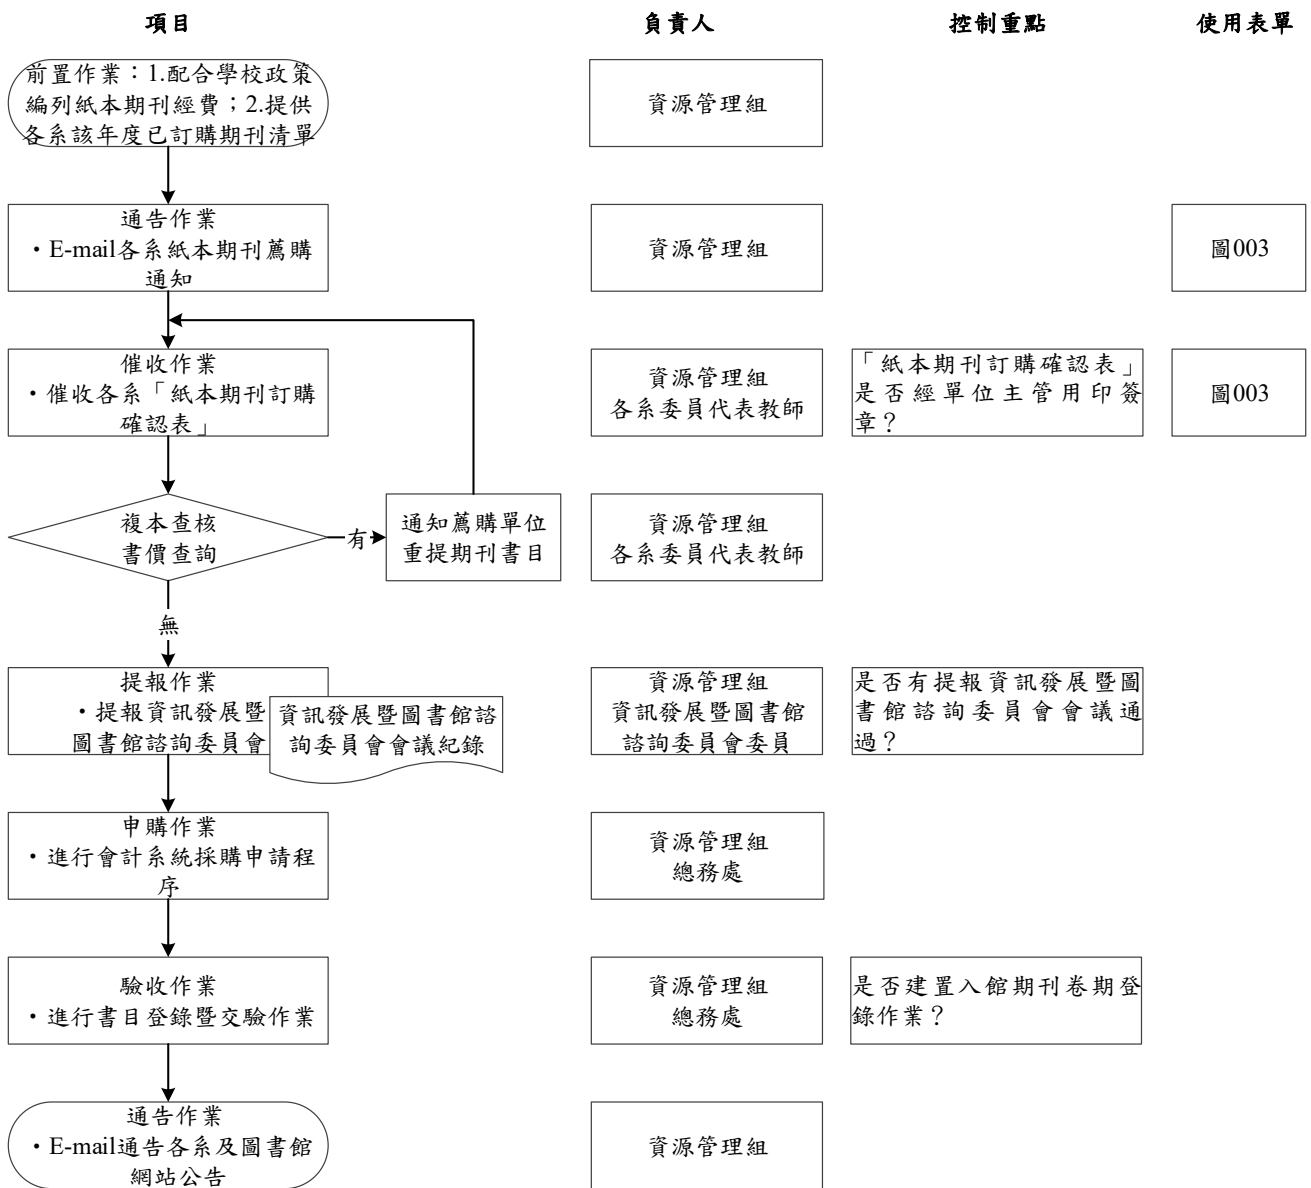 項目
負責人
控制重點
使用表單
前置作業：1.配合學校政策
編列紙本期刊經費；2.提供
各系該年度已訂購期刊清單
資源管理組
通告作業
・E-mail各系紙本期刊薦購
通知
資源管理組
圖003
催收作業
・催收各系「紙本期刊訂購
確認表」
資源管理組
各系委員代表教師
「紙本期刊訂購確認表」
是否經單位主管用印簽
章？
圖003
複本查核
書價查詢
有
通知薦購單位
重提期刊書目
資源管理組
各系委員代表教師
無
提報作業
・提報資訊發展暨
圖書館諮詢委員會
資訊發展暨圖書館諮
詢委員會會議紀錄
資源管理組
資訊發展暨圖書館
諮詢委員會委員
是否有提報資訊發展暨圖
書館諮詢委員會會議通
過？
申購作業
・進行會計系統採購申請程
序
資源管理組
總務處
驗收作業
・進行書目登錄暨交驗作業
資源管理組
總務處
是否建置入館期刊卷期登
錄作業？
通告作業
・E-mail通告各系及圖書館
網站公告
資源管理組